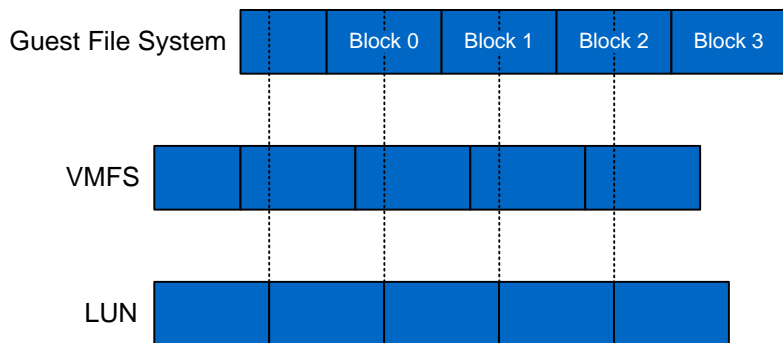 Guest File System
Block 0
Block 1
Block 2
Block 3
VMFS
LUN